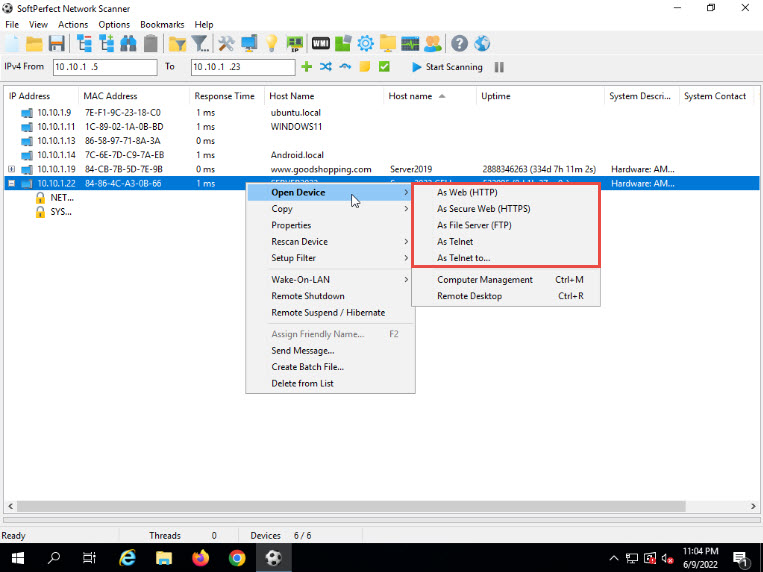 SoftPerfect Network Scanner
File View Actions Options Bookmarks Help
IP
WMI
IPv4 From 10 .10 .1 .5 To 10 .10 .1 .23 Start Scanning
IP Address MAC Address Response Time Host Name Host name Uptime System Descri... System Contact
10.10.1.9 7E-F1-9C-23-18-C0 1 ms ubuntu.local
10.10.1.11 1C-89-02-1A-0B-BD 1 ms WINDOWS11
10.10.1.13 86-58-97-71-8A-3A 0 ms
10.10.1.14 7C-6E-7D-C9-7A-EB 1 ms Android.local
10.10.1.19 84-CB-7B-5D-7E-9B 0 ms www.goodshopping.com Server2019 2888346263 (334d 7h 11m 2s) Hardware: AM...
10.10.1.22 84-86-4C-A3-0B-66 1 ms Hardware: AM...
NET...
SYS...
Open Device
Copy
Properties
Rescan Device
Setup Filter
Wake-On-LAN
Remote Shutdown
Remote Suspend / Hibernate
Assign Friendly Name... F2
Send Message...
Create Batch File...
Delete from List
As Web (HTTP)
As Secure Web (HTTPS)
As File Server (FTP)
As Telnet
As Telnet to...
Computer Management Ctrl+M
Remote Desktop Ctrl+R
Ready Threads 0 Devices 6 / 6
11:04 PM
6/9/2022
1